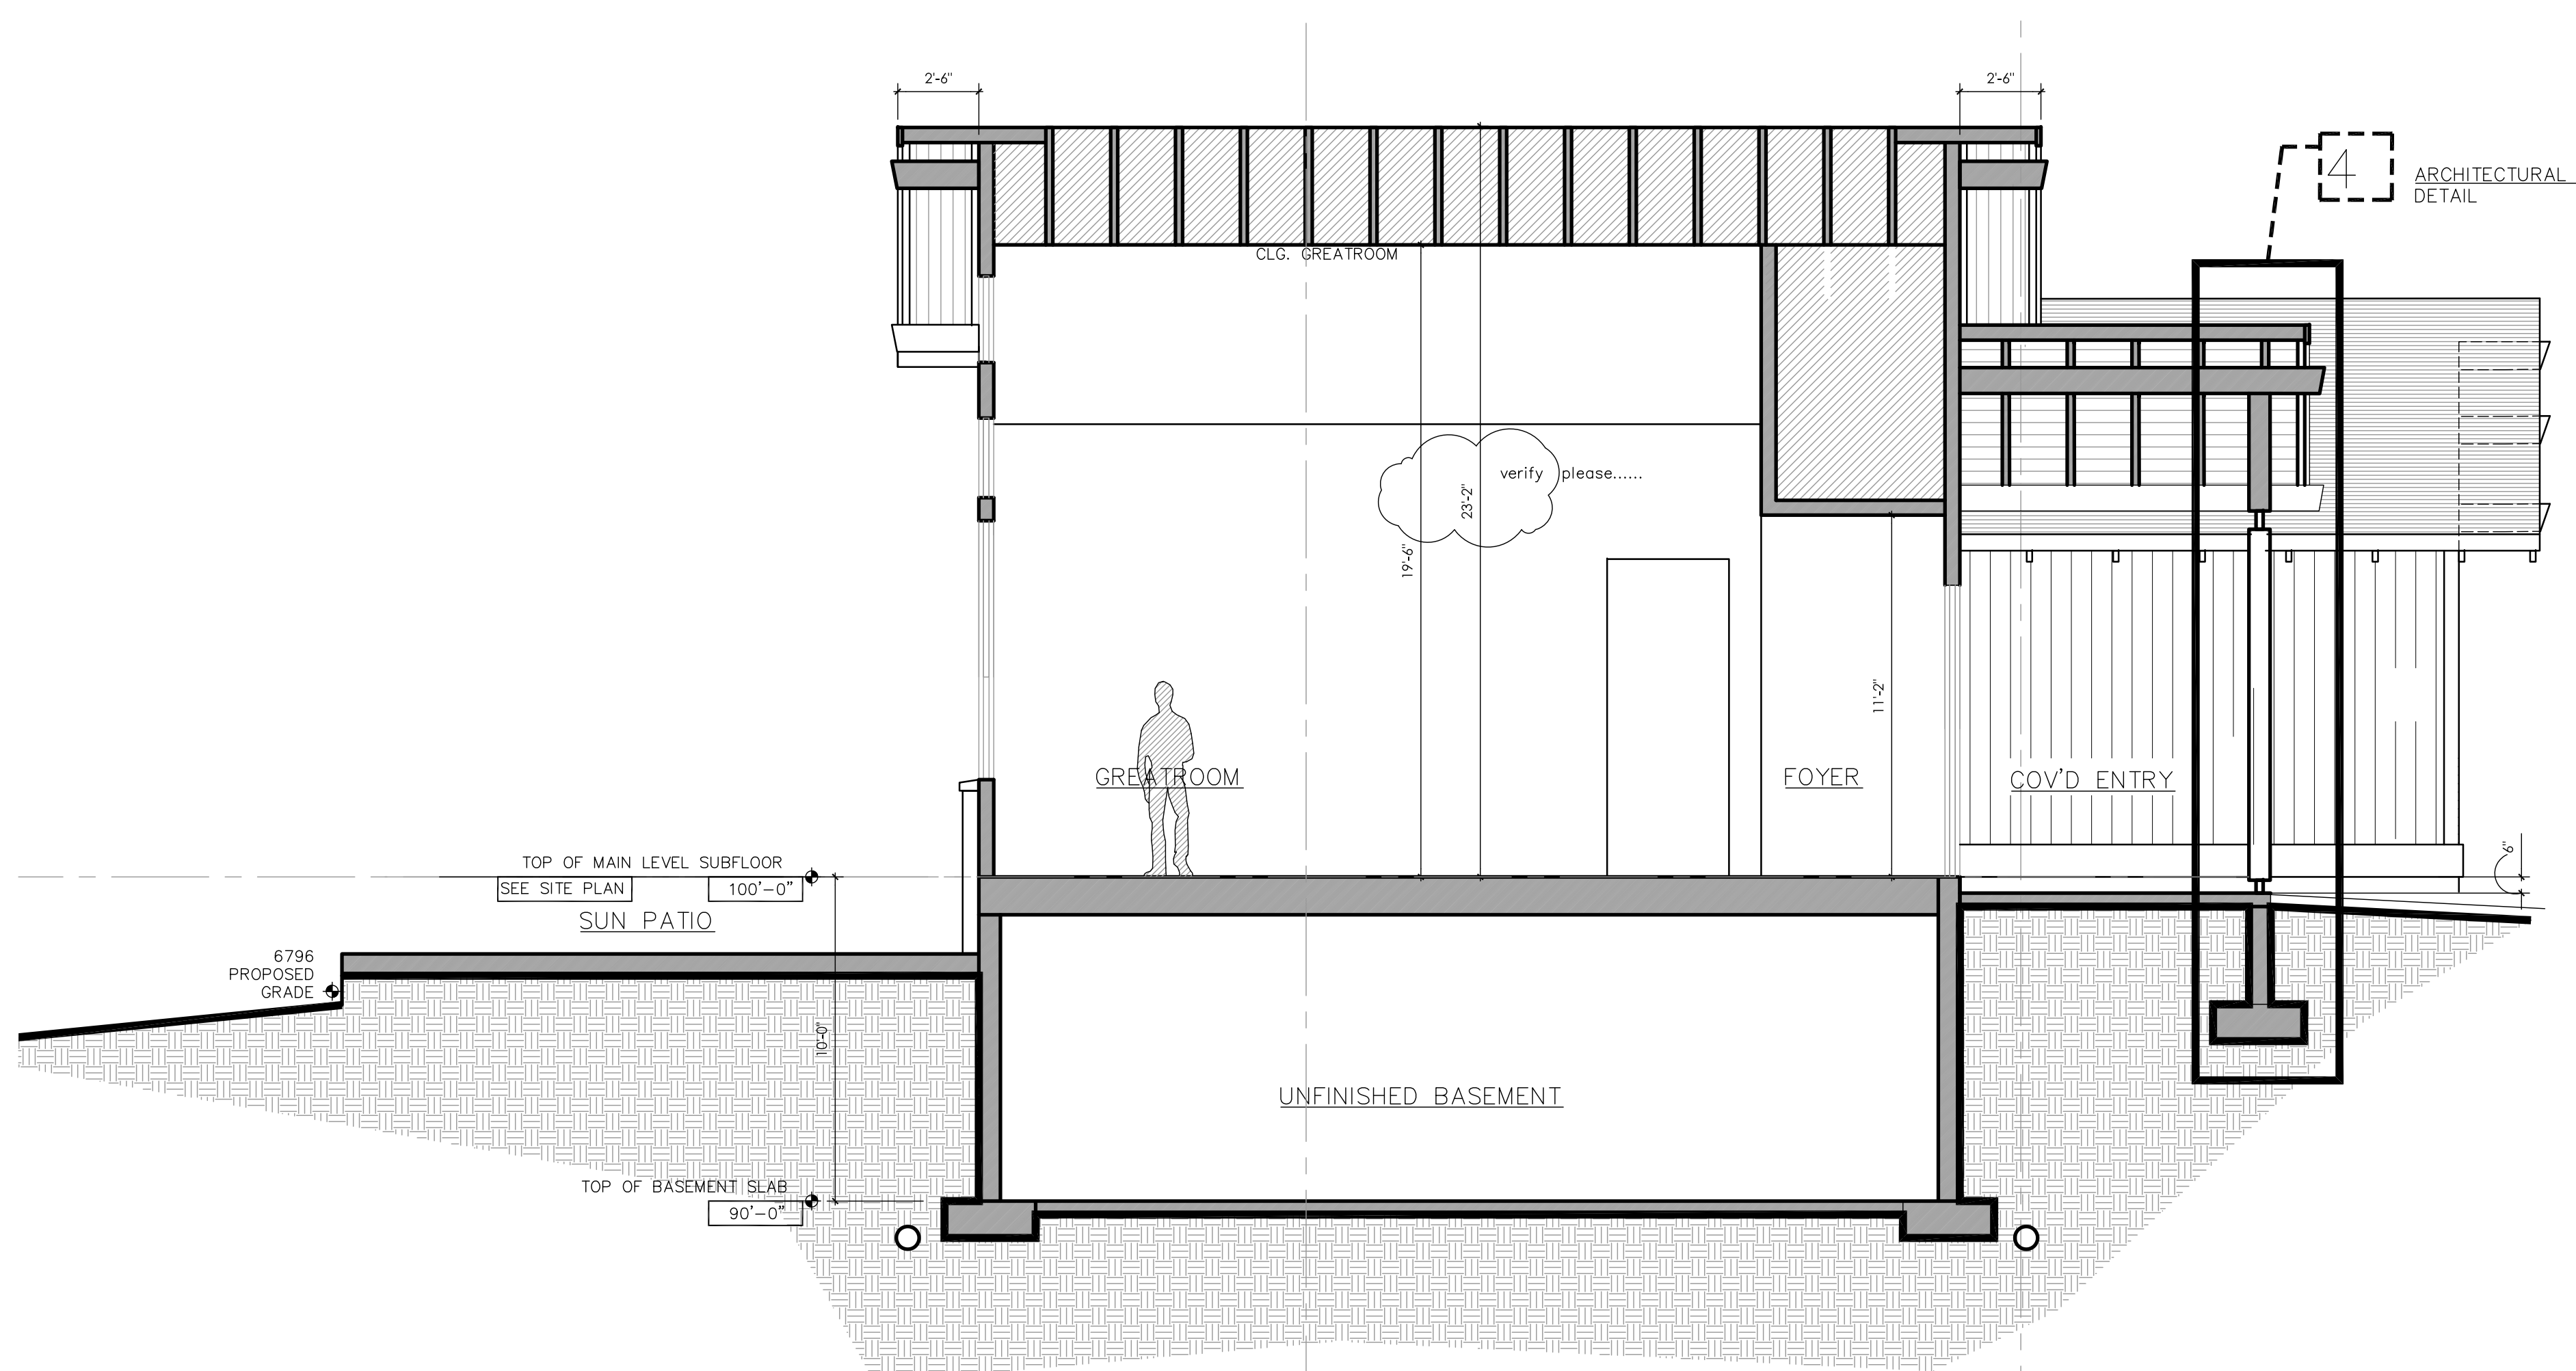 2'-6"
2'-6"
4
ARCHITECTURAL
DETAIL
CLG. GREATROOM
verify please......
23'-2"
19'-6"
11'-2"
GREATROOM
FOYER
COV'D ENTRY
6"
TOP OF MAIN LEVEL SUBFLOOR
SEE SITE PLAN
100'-0"
SUN PATIO
6796
PROPOSED
GRADE
10'-0"
UNFINISHED BASEMENT
TOP OF BASEMENT SLAB
90'-0"